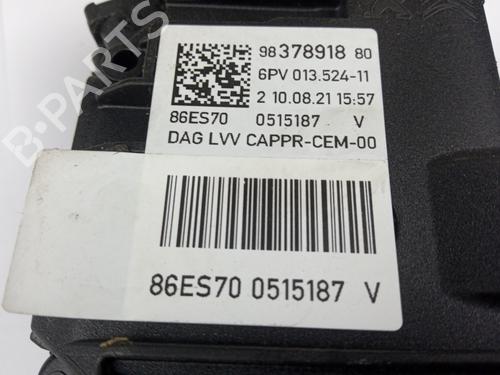 98 378918 80
6PV 013.524-11
2 10.08.21 15:57
86ES70 0515187 V
DAG LVV CAPPR-CEM-00
86ES70 0515187 V
B-PARTS